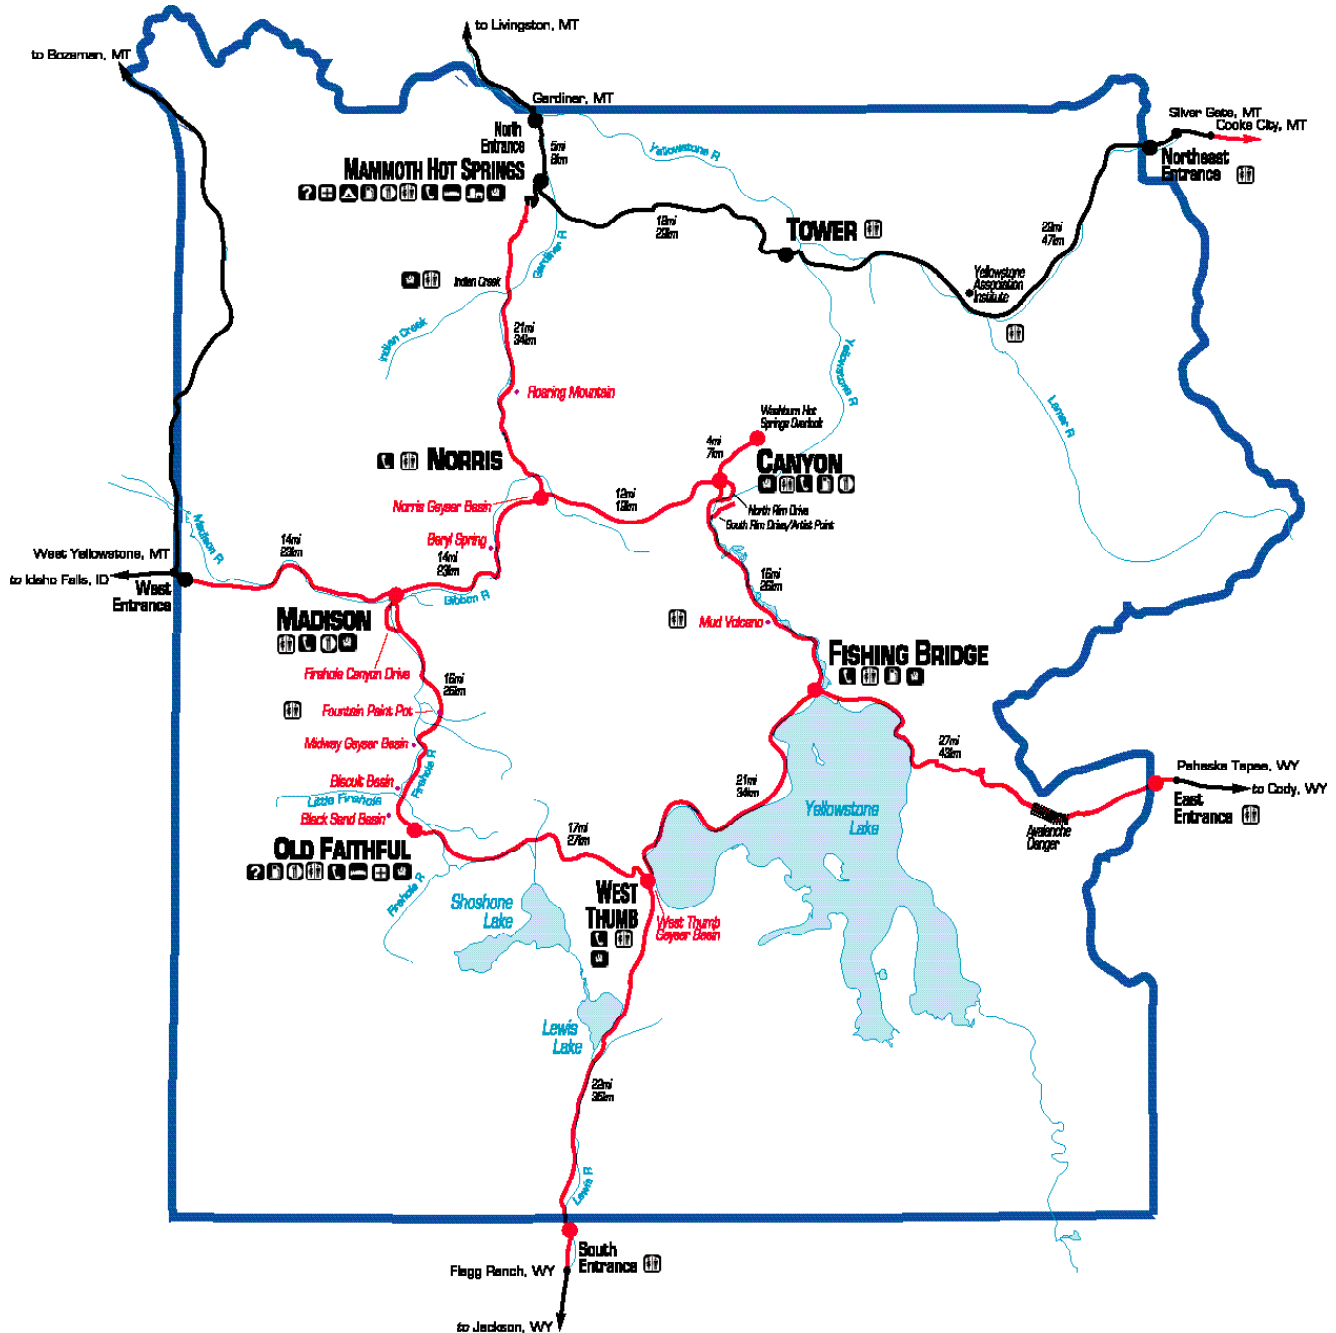 to Livingston, MT
to Bozeman, MT
Gardiner, MT
North
Entrance
5mi
8km
MAMMOTH HOT SPRINGS
Yellowstone R
Silver Gate, MT
Cooke City, MT
Northeast
Entrance
18mi
29km
TOWER
29mi
47km
Gardiner R
Indian Creek
Yellowstone
Association
Institute
Indian Creek
21mi
34km
Yellowstone R
Roaring Mountain
Lamar R
Washburn Hot
Springs Overlook
4mi
7km
NORRIS
CANYON
Norris Geyser Basin
12mi
19km
North Rim Drive
South Rim Drive/Artist Point
Madison R
Beryl Spring
West Yellowstone, MT
14mi
23km
14mi
23km
to Idaho Falls, ID
West
Entrance
Gibbon R
16mi
26km
MADISON
Mud Volcano
FISHING BRIDGE
Firehole Canyon Drive
16mi
26km
Fountain Paint Pot
Midway Geyser Basin
Firehole R
27mi
43km
Pahaska Tepee, WY
to Cody, WY
Biscuit Basin
Little Firehole
21mi
34km
Yellowstone
Lake
East
Entrance
Black Sand Basin
Avalanche
Danger
OLD FAITHFUL
17mi
27km
Firehole R
Shoshone
Lake
WEST
THUMB
West Thumb
Geyser Basin
Lewis
Lake
22mi
35km
Lewis R
South
Entrance
Flagg Ranch, WY
to Jackson, WY